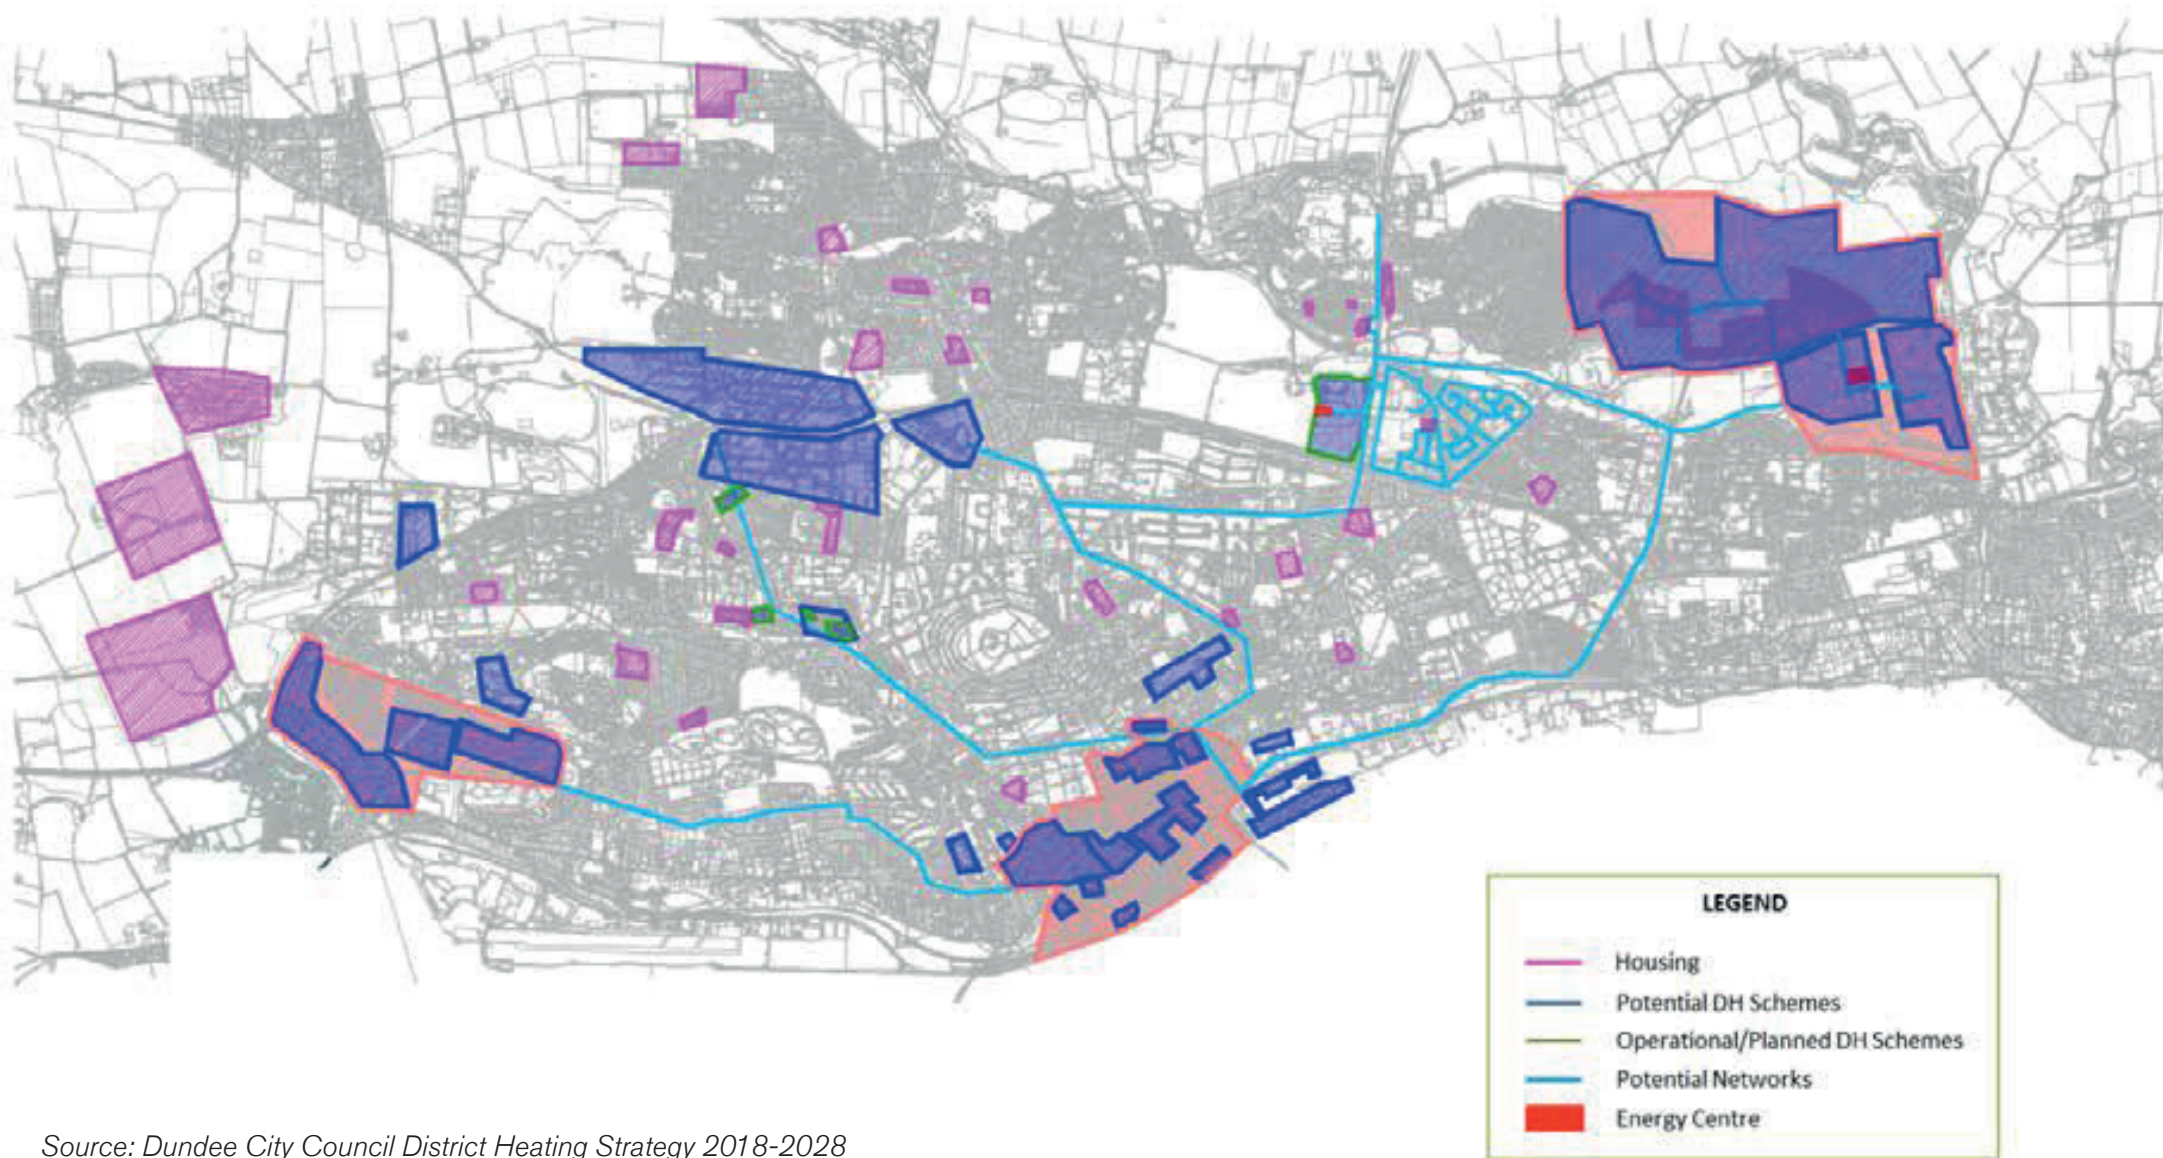 LEGEND
Housing
Potential DH Schemes
Operational/Planned DH Schemes
Potential Networks
Energy Centre
Source: Dundee City Council District Heating Strategy 2018-2028